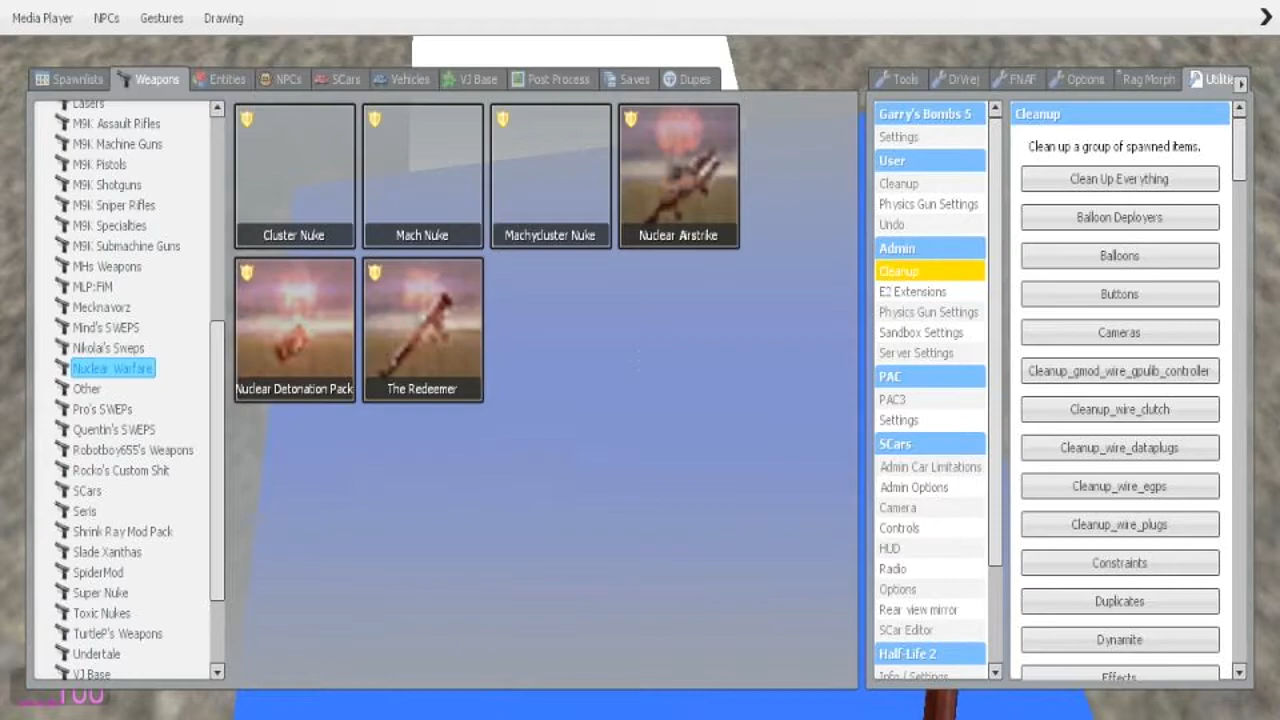 Media Player NPCs Gestures Drawing
Spawnlists Weapons Entities NPCs SCars Vehicles VJ Base Post Process Saves Dupes
Lasers
M9K Assault Rifles
M9K Machine Guns
M9K Pistols
M9K Shotguns
M9K Sniper Rifles
M9K Specialties
M9K Submachine Guns
MHs Weapons
MLP:FiM
Mecknavorz
Mind's SWEPS
Nikolai's Sweps
Nuclear Warfare
Other
Pro's SWEPs
Quentin's SWEPS
Robotboy655's Weapons
Rocko's Custom Shit
SCars
Seris
Shrink Ray Mod Pack
Slade Xanthas
SpiderMod
Super Nuke
Toxic Nukes
TurtleP's Weapons
Undertale
VJ Base
Cluster Nuke
Mach Nuke
Machycluster Nuke
Nuclear Airstrike
Nuclear Detonation Pack
The Redeemer
Tools FNAF Options Rag Morph
Garry's Bombs 5
Settings
User
Cleanup
Physics Gun Settings
Undo
Admin
Cleanup
E2 Extensions
Physics Gun Settings
Sandbox Settings
Server Settings
PAC
PAC3
Settings
SCars
Admin Car Limitations
Admin Options
Camera
Controls
HUD
Radio
Options
Rear view mirror
SCar Editor
Half-Life 2
Info / Settings
Cleanup
Clean up a group of spawned items.
Clean Up Everything
Balloon Deployers
Balloons
Buttons
Cameras
Cleanup_gmod_wire_gpulib_controller
Cleanup_wire_clutch
Cleanup_wire_dataplugs
Cleanup_wire_egps
Cleanup_wire_plugs
Constraints
Duplicates
Dynamite
Effects
100